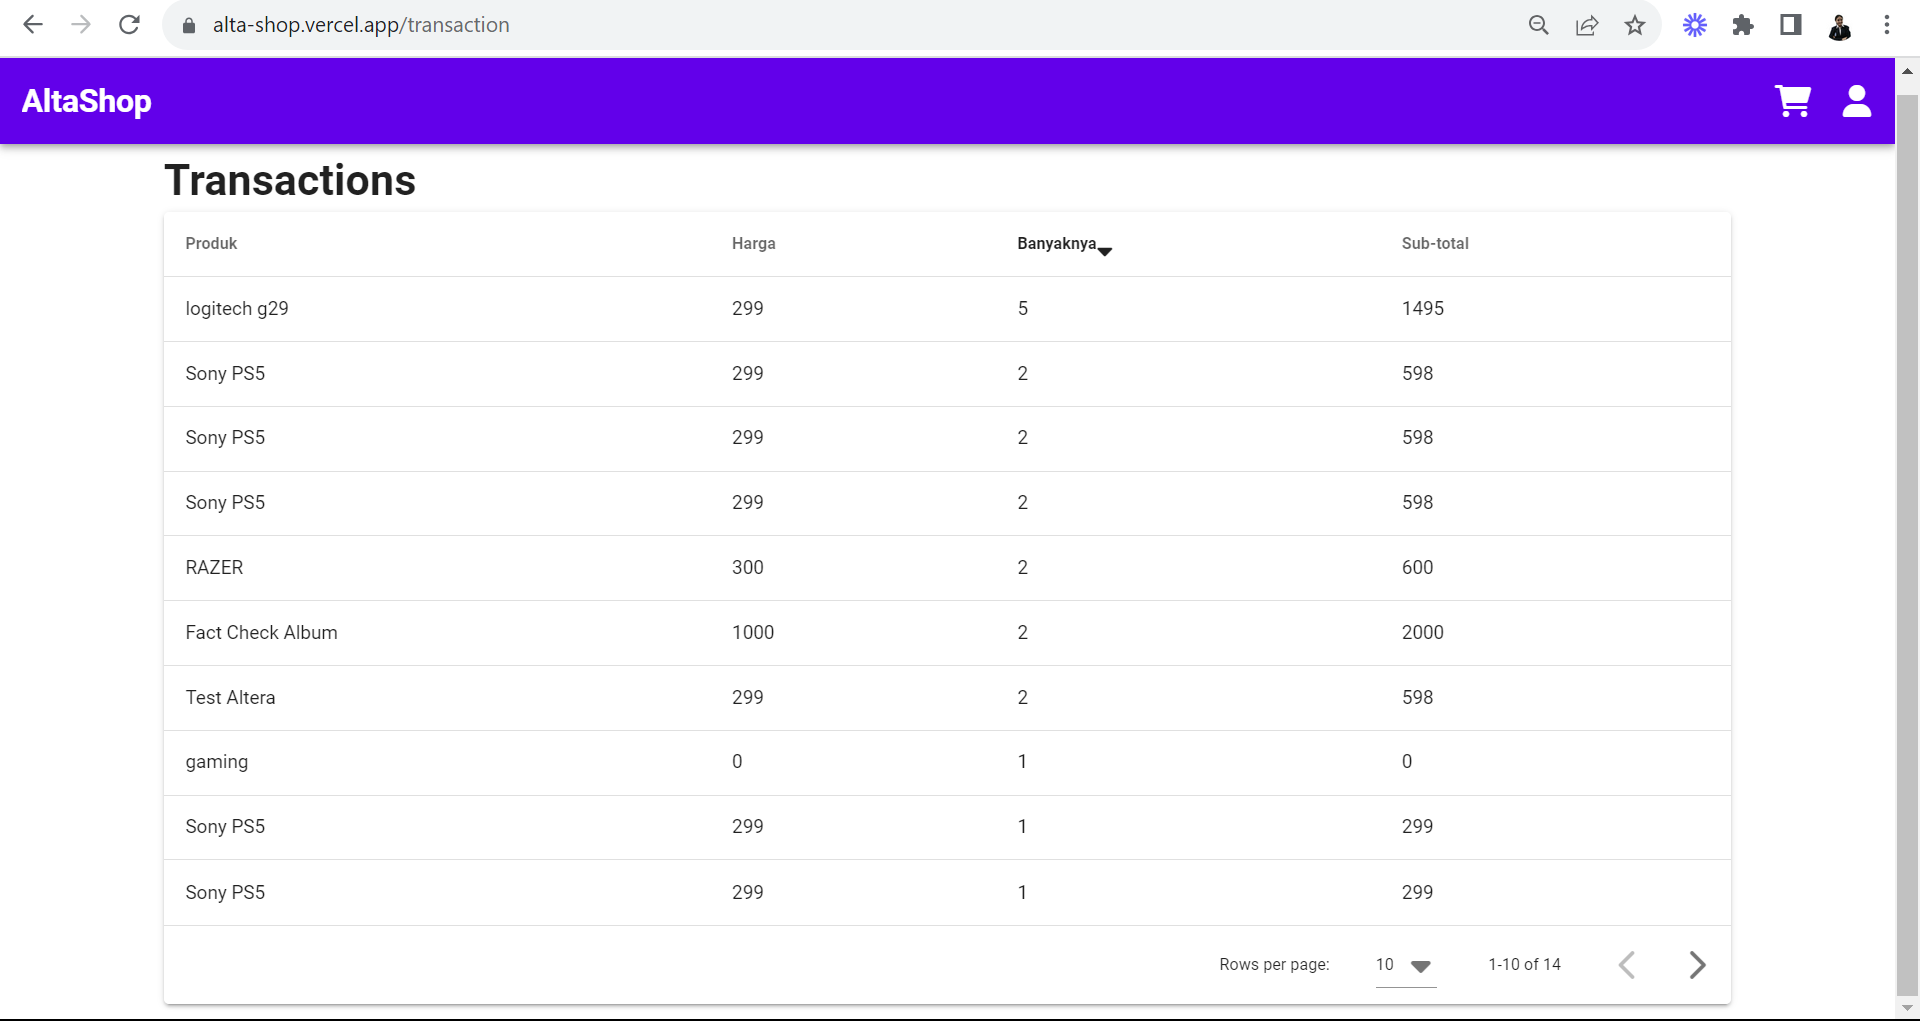 alta-shop.vercel.app/transaction
AltaShop
Transactions
Produk Harga Banyaknya Sub-total
logitech g29 299 5 1495
Sony PS5 299 2 598
Sony PS5 299 2 598
Sony PS5 299 2 598
RAZER 300 2 600
Fact Check Album 1000 2 2000
Test Altera 299 2 598
gaming 0 1 0
Sony PS5 299 1 299
Sony PS5 299 1 299
Rows per page: 10 1-10 of 14